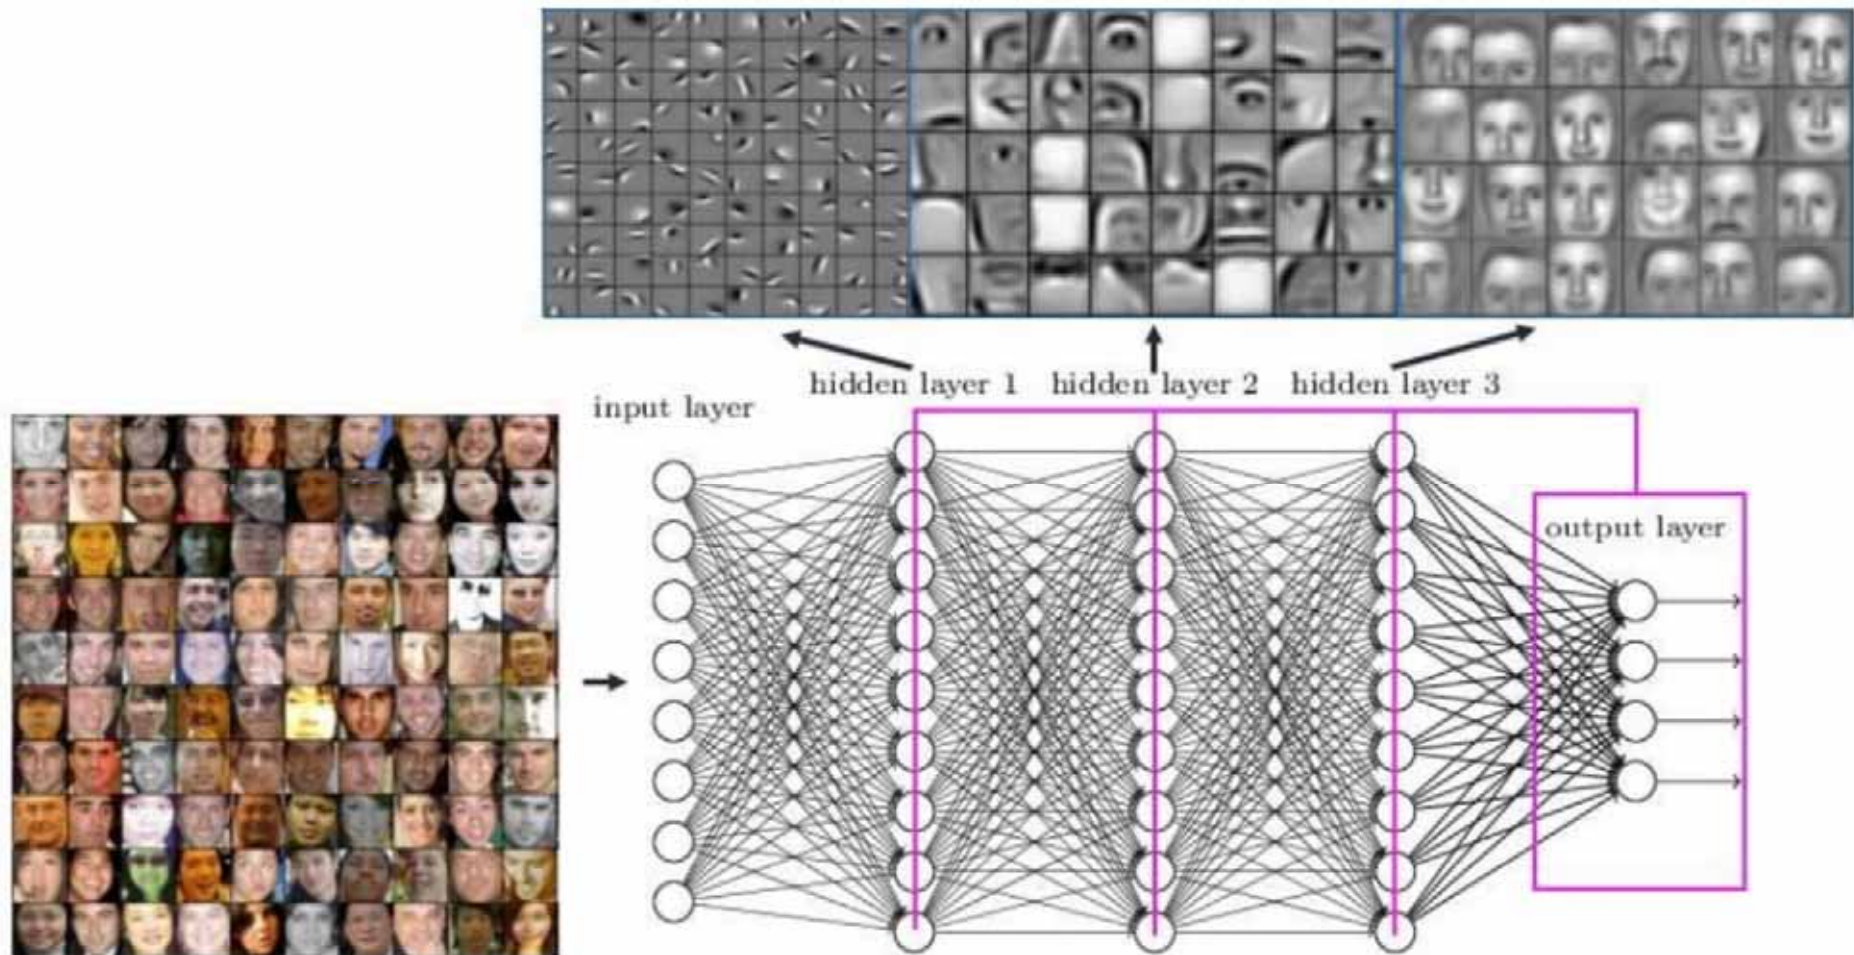 hidden layer 1
hidden layer 2
hidden layer 3
input layer
output layer